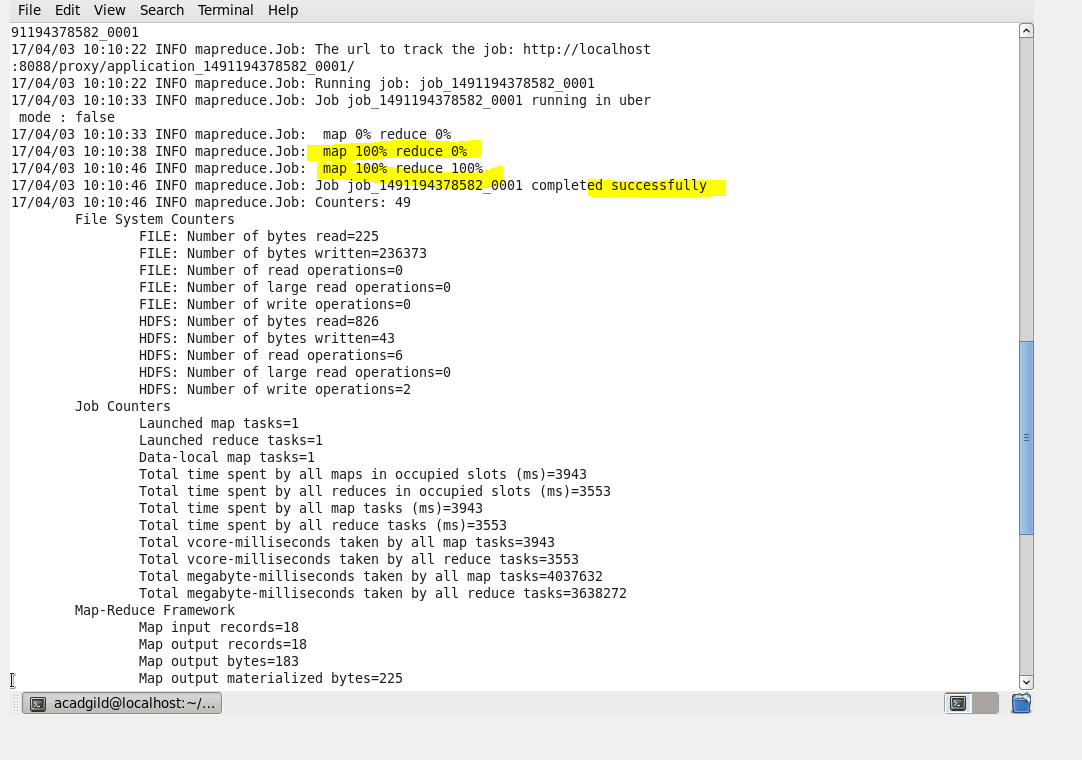 File Edit View Search Terminal Help
91194378582_0001
17/04/03 10:10:22 INFO mapreduce.Job: The url to track the job: http://localhost
:8088/proxy/application_1491194378582_0001/
17/04/03 10:10:22 INFO mapreduce.Job: Running job: job_1491194378582_0001
17/04/03 10:10:33 INFO mapreduce.Job: Job job_1491194378582_0001 running in uber
mode : false
17/04/03 10:10:33 INFO mapreduce.Job:  map 0% reduce 0%
17/04/03 10:10:38 INFO mapreduce.Job:  map 100% reduce 0%
17/04/03 10:10:46 INFO mapreduce.Job:  map 100% reduce 100%
17/04/03 10:10:46 INFO mapreduce.Job: Job job_1491194378582_0001 completed successfully
17/04/03 10:10:46 INFO mapreduce.Job: Counters: 49
File System Counters
FILE: Number of bytes read=225
FILE: Number of bytes written=236373
FILE: Number of read operations=0
FILE: Number of large read operations=0
FILE: Number of write operations=0
HDFS: Number of bytes read=826
HDFS: Number of bytes written=43
HDFS: Number of read operations=6
HDFS: Number of large read operations=0
HDFS: Number of write operations=2
Job Counters
Launched map tasks=1
Launched reduce tasks=1
Data-local map tasks=1
Total time spent by all maps in occupied slots (ms)=3943
Total time spent by all reduces in occupied slots (ms)=3553
Total time spent by all map tasks (ms)=3943
Total time spent by all reduce tasks (ms)=3553
Total vcore-milliseconds taken by all map tasks=3943
Total vcore-milliseconds taken by all reduce tasks=3553
Total megabyte-milliseconds taken by all map tasks=4037632
Total megabyte-milliseconds taken by all reduce tasks=3638272
Map-Reduce Framework
Map input records=18
Map output records=18
Map output bytes=183
Map output materialized bytes=225
acadgild@localhost:~/...